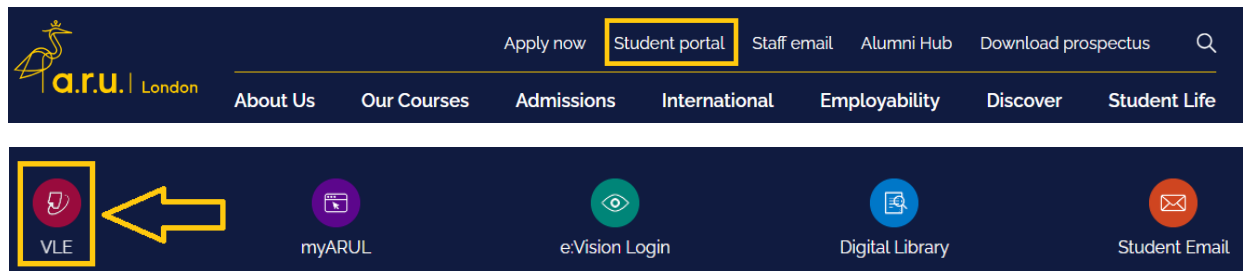 Apply now Student portal Staff email Alumni Hub Download prospectus
a.r.u. London
About Us Our Courses Admissions International Employability Discover Student Life
VLE myARUL e:Vision Login Digital Library Student Email